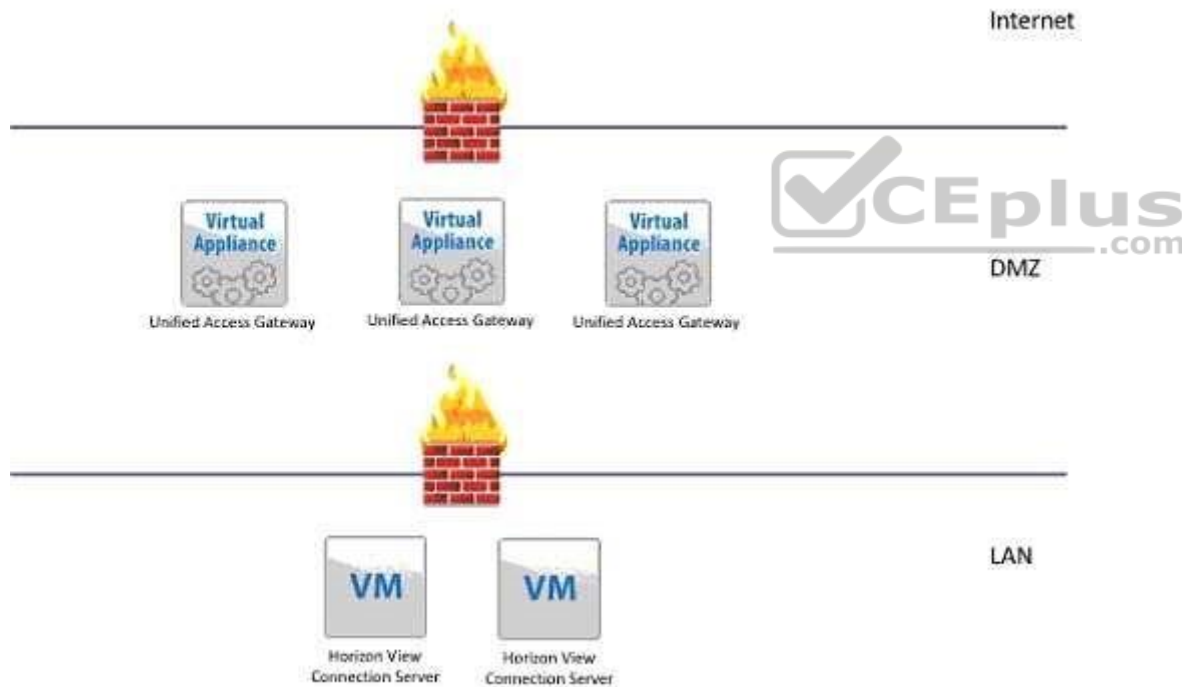 Internet
CEplus
.com
Virtual
Appliance
Unified Access Gateway
Virtual
Appliance
Unified Access Gateway
Virtual
Appliance
Unified Access Gateway
DMZ
LAN
VM
Horizon View
Connection Server
VM
Horizon View
Connection Server